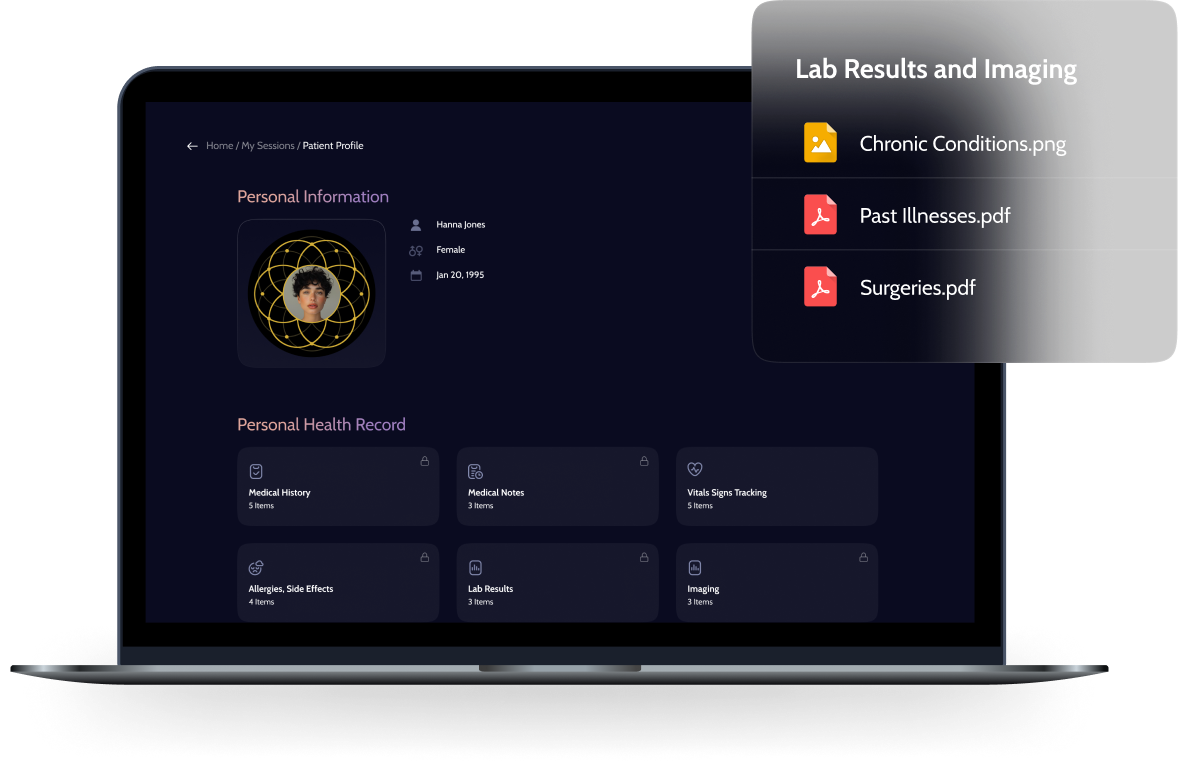 Lab Results and Imaging
Chronic Conditions.png
Past Illnesses.pdf
Surgeries.pdf
Home / My Sessions / Patient Profile
Personal Information
Hanna Jones
Female
Jan 20, 1995
Personal Health Record
Medical History
5 Items
Medical Notes
3 Items
Vitals Signs Tracking
5 Items
Allergies, Side Effects
4 Items
Lab Results
3 Items
Imaging
3 Items